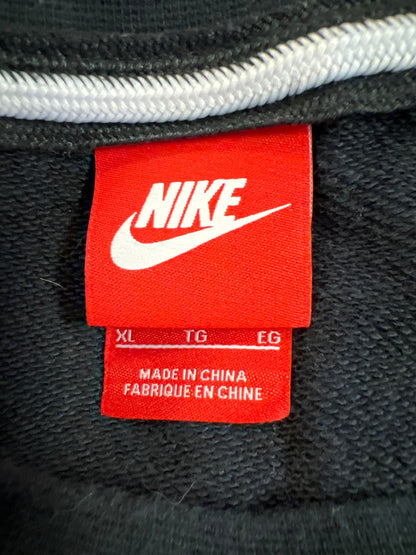 NIKE
XL TG EG
MADE IN CHINA
FABRIQUE EN CHINE